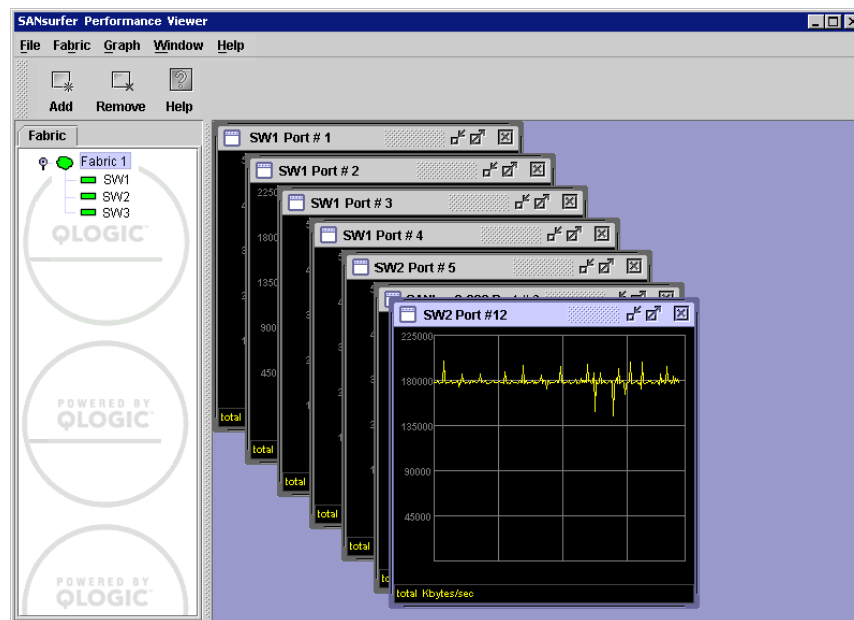 SANsurfer Performance Viewer
File Fabric Graph Window Help
Add Remove Help
Fabric
Fabric 1
SW1
SW2
SW3
QLOGIC
POWERED BY
QLOGIC
POWERED BY
QLOGIC
SW1 Port # 1
total
SW1 Port # 2
2250
1800
1350
900
450
total
SW1 Port # 3
total
SW1 Port # 4
total
SW2 Port # 5
total
SW2 Port #12
225000
180000
135000
90000
45000
total Kbytes/sec